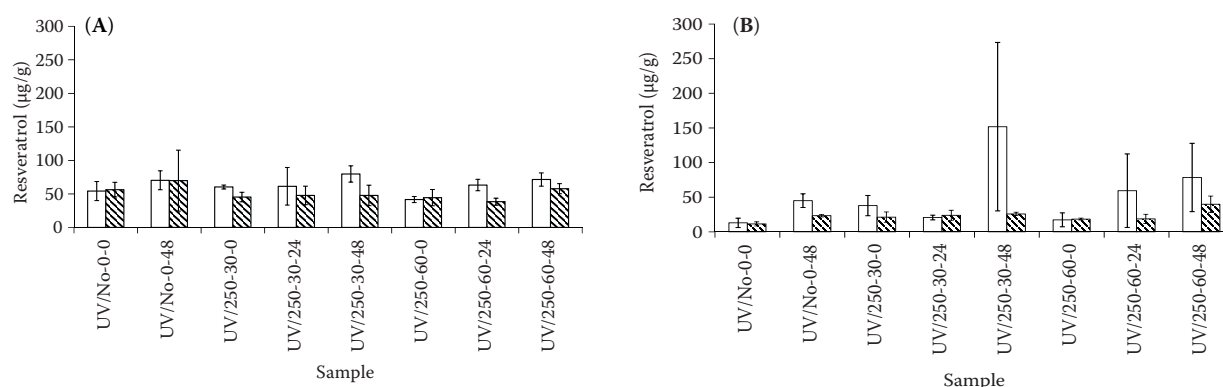 (A)
300
250
200
150
100
50
0
Resveratrol (µg/g)
UV/No-0-0
UV/No-0-48
UV/250-30-0
UV/250-30-24
UV/250-30-48
UV/250-60-0
UV/250-60-24
UV/250-60-48
Sample
(B)
300
250
200
150
100
50
0
Resveratrol (µg/g)
UV/No-0-0
UV/No-0-48
UV/250-30-0
UV/250-30-24
UV/250-30-48
UV/250-60-0
UV/250-60-24
UV/250-60-48
Sample